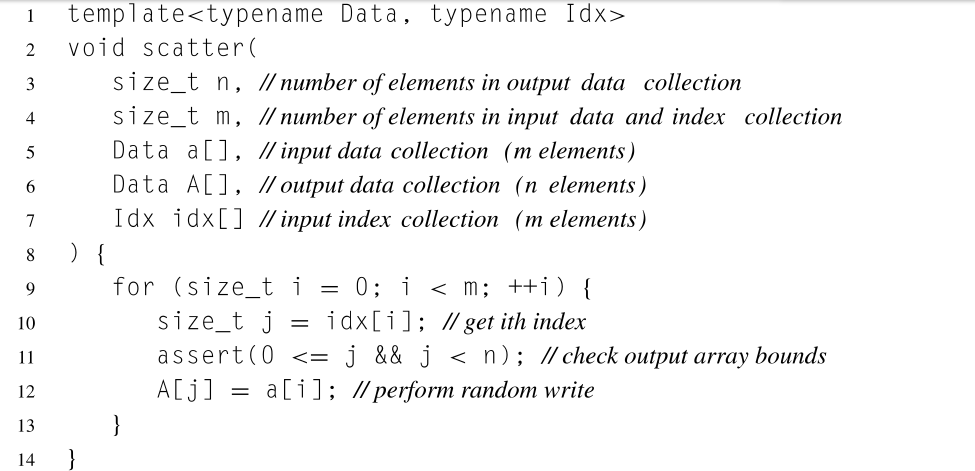 1 template<typename Data, typename Idx>
2 void scatter(
3 size_t n, // number of elements in output data collection
4 size_t m, // number of elements in input data and index collection
5 Data a[], // input data collection (m elements)
6 Data A[], // output data collection (n elements)
7 Idx idx[] // input index collection (m elements)
8 ) {
9 for (size_t i = 0; i < m; ++i) {
10 size_t j = idx[i]; // get ith index
11 assert(0 <= j && j < n); // check output array bounds
12 A[j] = a[i]; // perform random write
13 }
14 }